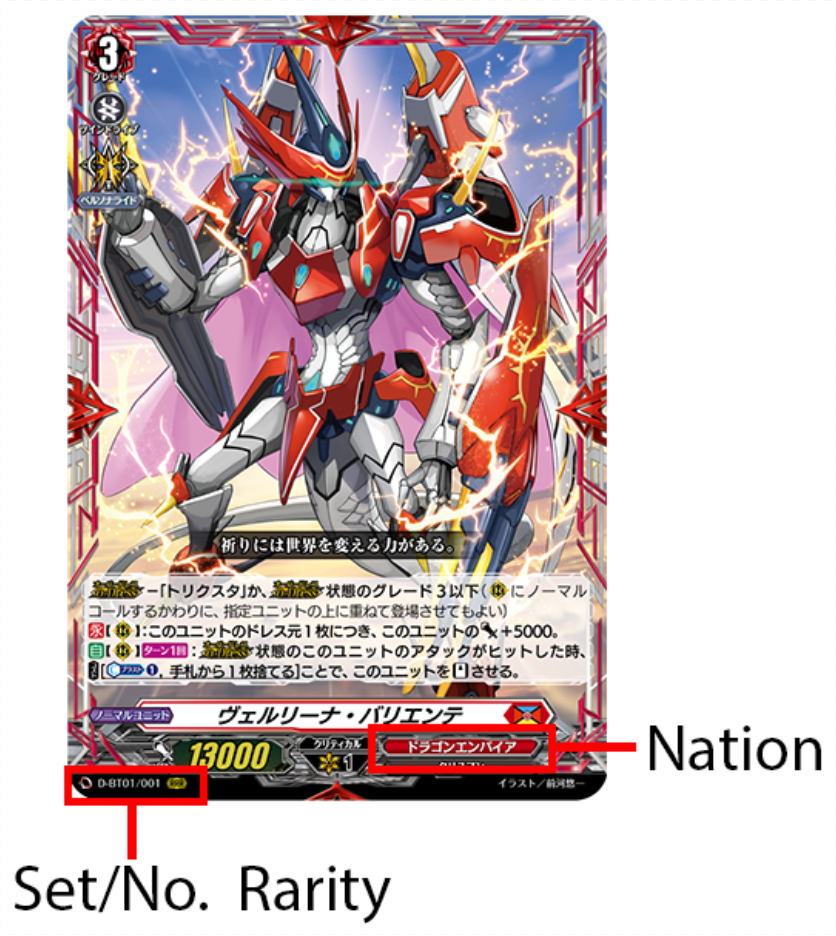 3
グレード
ツインドライブ
ペルソナライド
祈りには世界を変える力がある。
-「トリクスタ」か、状態のグレード3以下(にノーマル
コールするかわりに、指定ユニットの上に重ねて登場させてもよい)
永【】:このユニットのドレス元1枚につき、このユニットの+5000。
自【】ターン1回:状態のこのユニットのアタックがヒットした時、
[ブラスト1, 手札から1枚捨てる]ことで、このユニットをさせる。
ノーマルユニット ヴェルリーナ・バリエンテ
13000 クリティカル 1 ドラゴンエンパイア
D-BT01/001 RRR イラスト/前河悠一
Nation
Set/No. Rarity